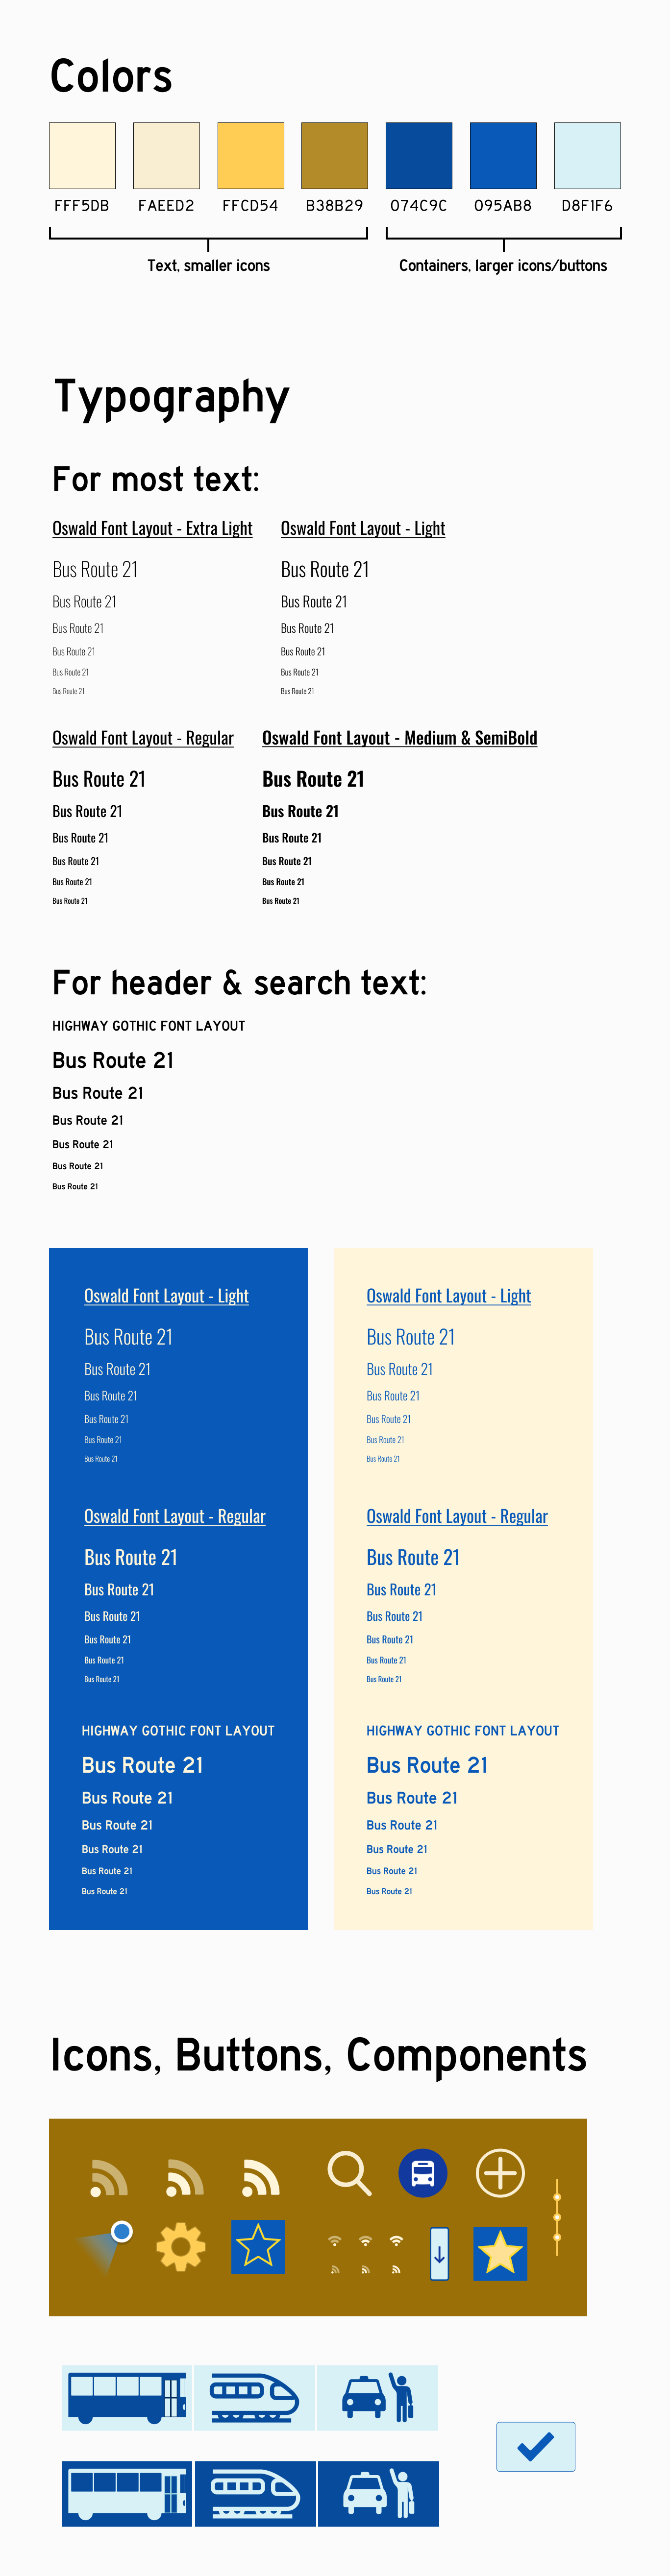 Colors
FFF5DB FAEED2 FFCD54 B38B29 074C9C 095AB8 D8F1F6
Text, smaller icons Containers, larger icons/buttons
Typography
For most text:
Oswald Font Layout - Extra Light
Bus Route 21
Bus Route 21
Bus Route 21
Bus Route 21
Bus Route 21
Bus Route 21
Oswald Font Layout - Light
Bus Route 21
Bus Route 21
Bus Route 21
Bus Route 21
Bus Route 21
Bus Route 21
Oswald Font Layout - Regular
Bus Route 21
Bus Route 21
Bus Route 21
Bus Route 21
Bus Route 21
Bus Route 21
Oswald Font Layout - Medium & SemiBold
Bus Route 21
Bus Route 21
Bus Route 21
Bus Route 21
Bus Route 21
Bus Route 21
For header & search text:
HIGHWAY GOTHIC FONT LAYOUT
Bus Route 21
Bus Route 21
Bus Route 21
Bus Route 21
Bus Route 21
Bus Route 21
Oswald Font Layout - Light
Bus Route 21
Bus Route 21
Bus Route 21
Bus Route 21
Bus Route 21
Bus Route 21
Oswald Font Layout - Regular
Bus Route 21
Bus Route 21
Bus Route 21
Bus Route 21
Bus Route 21
Bus Route 21
HIGHWAY GOTHIC FONT LAYOUT
Bus Route 21
Bus Route 21
Bus Route 21
Bus Route 21
Bus Route 21
Bus Route 21
Oswald Font Layout - Light
Bus Route 21
Bus Route 21
Bus Route 21
Bus Route 21
Bus Route 21
Bus Route 21
Oswald Font Layout - Regular
Bus Route 21
Bus Route 21
Bus Route 21
Bus Route 21
Bus Route 21
Bus Route 21
HIGHWAY GOTHIC FONT LAYOUT
Bus Route 21
Bus Route 21
Bus Route 21
Bus Route 21
Bus Route 21
Bus Route 21
Icons, Buttons, Components